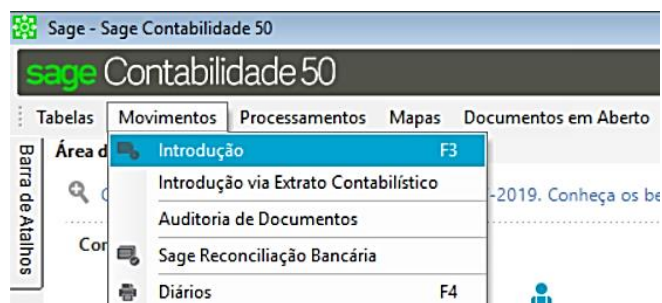 Sage - Sage Contabilidade 50
sage Contabilidade 50
Tabelas Movimentos Processamentos Mapas Documentos em Aberto
Barra de Atalhos
Área d
Introdução F3
Introdução via Extrato Contabilístico
-2019. Conheça os be
Auditoria de Documentos
Cor
Sage Reconciliação Bancária
Diários F4